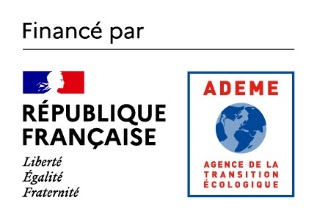 Financé par
RÉPUBLIQUE
FRANÇAISE
Liberté
Égalité
Fraternité
ADEME
AGENCE DE LA
TRANSITION
ÉCOLOGIQUE